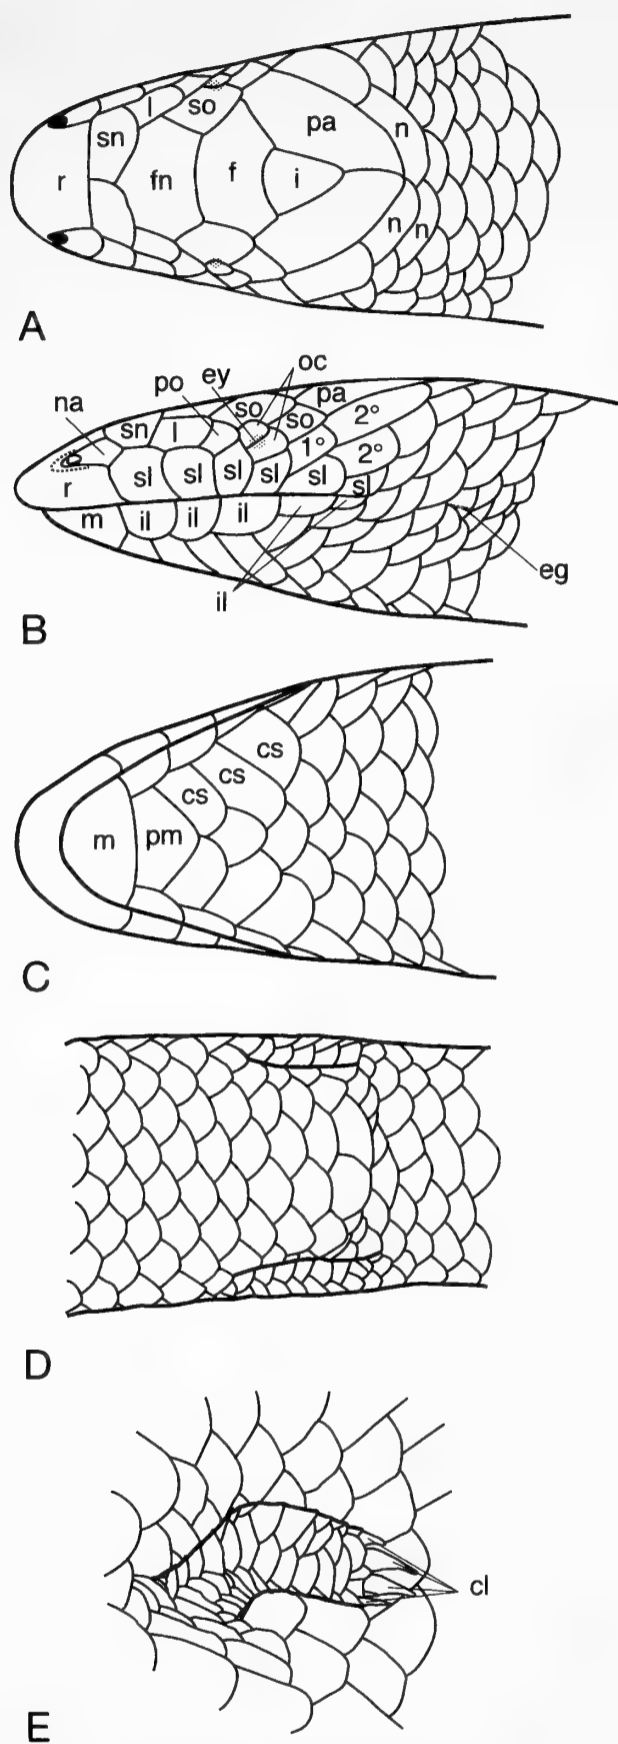 l so pa n
sn
r fn f i
n n
A
na po ey oc
sn l so so pa 2°
1° 2°
r sl sl sl sl sl sl
m il il il
il eg
B
cs
cs
cs
m pm
C
D
cl
E